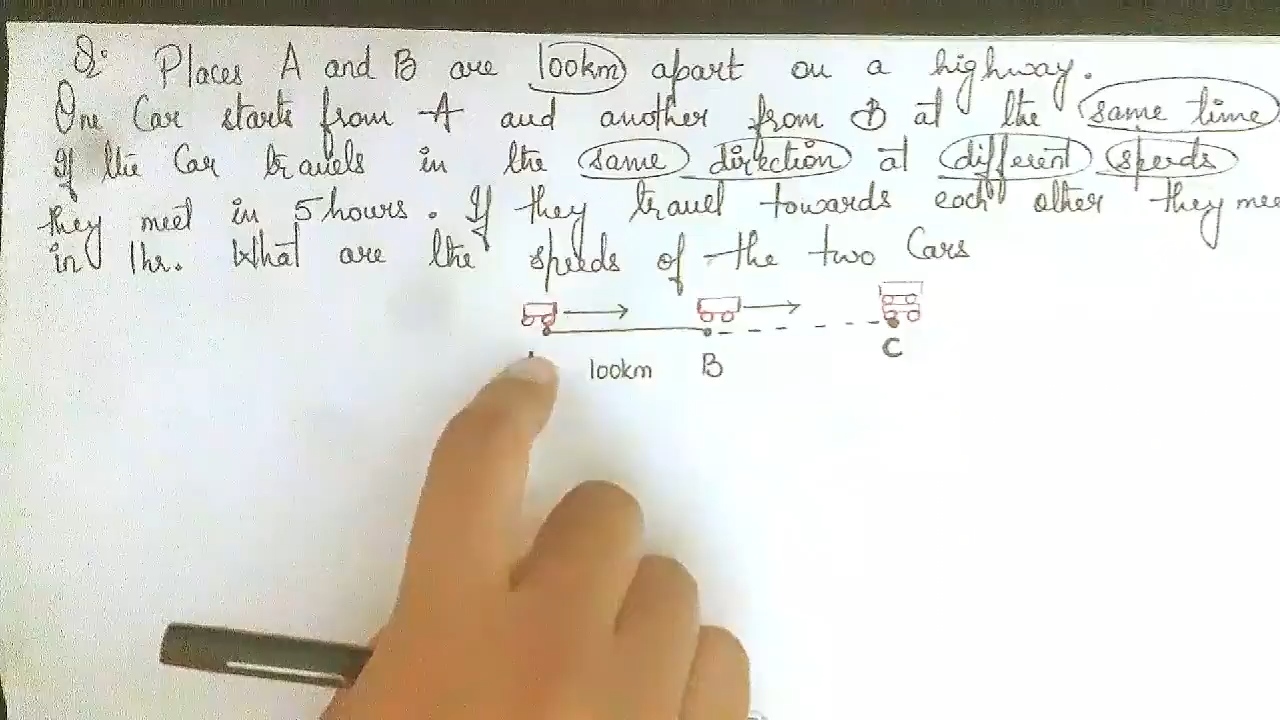 Q: Places A and B are 100km apart on a highway.
One Car starts from A and another from B at the same time
If the Car travels in the same direction at different speeds
they meet in 5 hours. If they travel towards each other they mee
in 1hr. What are the speeds of the two Cars
100km B C